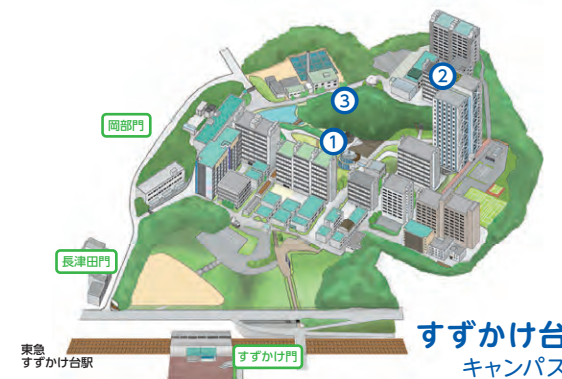 ②
③
①
岡部門
長津田門
すずかけ台
キャンパス
東急
すずかけ台駅
すずかけ門